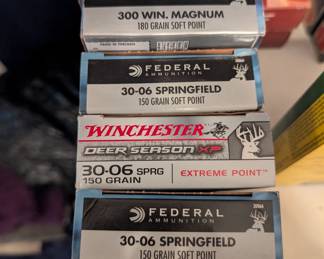 300 WIN. MAGNUM
180 GRAIN SOFT POINT
FEDERAL
AMMUNITION
30-06 SPRINGFIELD
150 GRAIN SOFT POINT
WINCHESTER
DEER SEASON XP
30-06 SPRG
150 GRAIN
EXTREME POINT
FEDERAL
AMMUNITION
30-06 SPRINGFIELD
150 GRAIN SOFT POINT